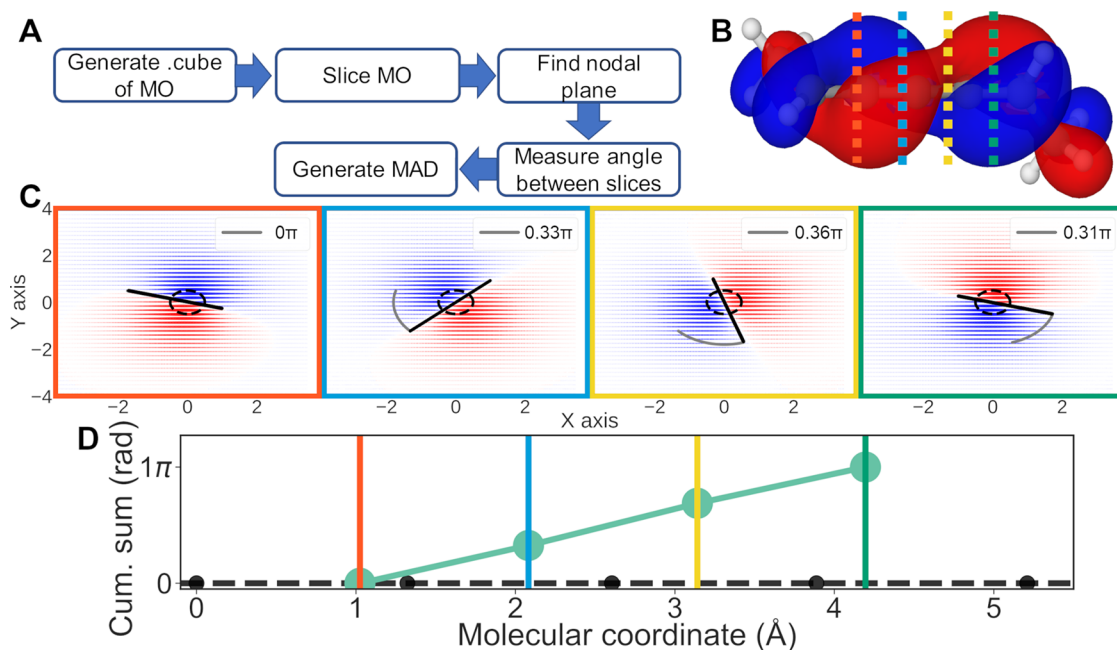 A
Generate .cube
of MO
Slice MO
Find nodal
plane
Generate MAD
Measure angle
between slices
B
C
4
2
0
−2
−4
Y axis
0π
0.33π
0.36π
0.31π
−2 0 2
−2 0 2
−2 0 2
−2 0 2
X axis
D
Cum. sum (rad)
1π
0
0 1 2 3 4 5
Molecular coordinate (Å)